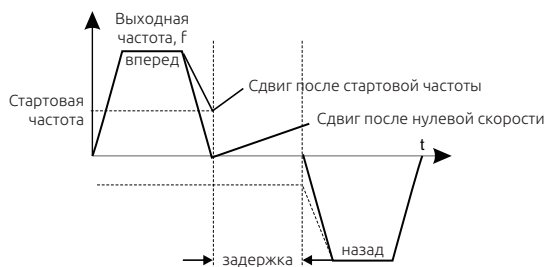 Выходная
частота, f
вперед
Сдвиг после стартовой частоты
Стартовая
частота
Сдвиг после нулевой скорости
t
назад
задержка